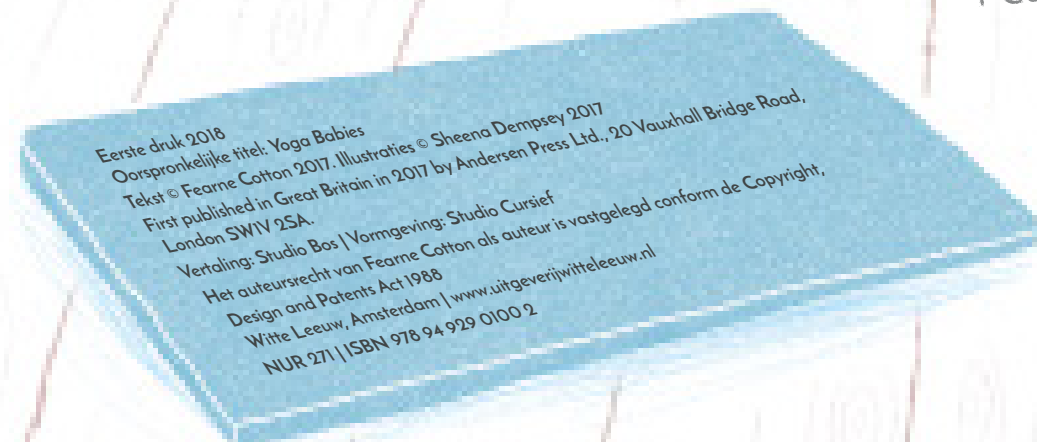 Eerste druk 2018
Oorspronkelijke titel: Yoga Babies
Tekst © Fearne Cotton 2017. Illustraties © Sheena Dempsey 2017
First published in Great Britain in 2017 by Andersen Press Ltd., 20 Vauxhall Bridge Road,
London SW1V 2SA.
Vertaling: Studio Bos | Vormgeving: Studio Cursief
Het auteursrecht van Fearne Cotton als auteur is vastgelegd conform de Copyright,
Design and Patents Act 1988
Witte Leeuw, Amsterdam | www.uitgeverijwitteleeuw.nl
NUR 271 | ISBN 978 94 929 0100 2